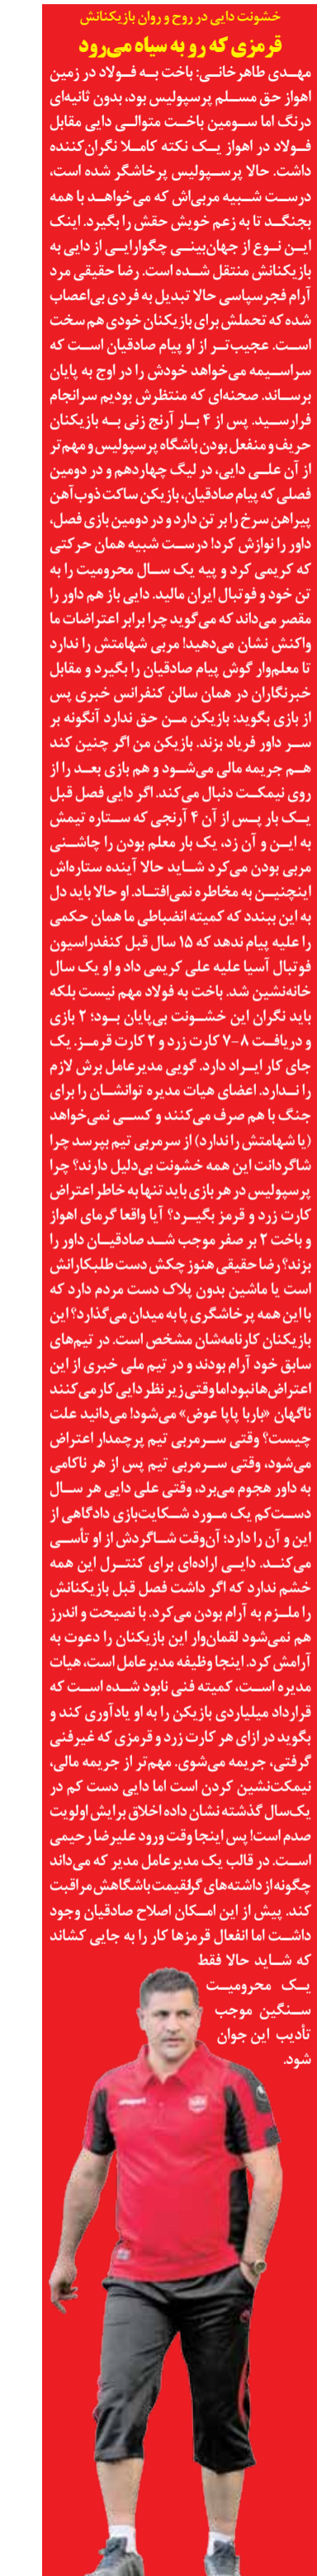 خشونت دایی در روح و روان بازیکنانش
قرمزی که رو به سیاه می‌رود
مهـدی طاهرخانـی: باخت بـه فـولاد در زمین
اهواز حق مسـلم پرسپولیس بود، بدون ثانیه‌ای
درنگ اما سـومین باخـت متوالـی دایی مقابل
فـولاد در اهواز یـک نکته کامـلا نگران‌کننده
داشت. حالا پرسـپولیس پرخاشگر شده است،
درسـت شـبیه مربی‌اش که می‌خواهـد با همه
بجنگـد تا به زعم خویش حقش را بگیرد. اینک
ایـن نـوع از جهان‌بینـی چگوارایـی از دایی به
بازیکنانش منتقل شـده است. رضا حقیقی مرد
آرام فجرسپاسی حالا تبدیل به فردی بی‌اعصاب
شده که تحملش برای بازیکنان خودی هم سخت
اسـت. عجیب‌تـر از او پیام صادقیان اسـت که
سراسـیمه می‌خواهد خودش را در اوج به پایان
برسـاند. صحنه‌ای که منتظرش بودیم سرانجام
فرارسـید. پس از ۴ بـار آرنج زنی بـه بازیکنان
حریف و منفعل بودن باشگاه پرسپولیس و مهم‌تر
از آن علـی دایی، در لیگ چهاردهم و در دومین
فصلی که پیام صادقیان، بازیکن ساکت ذوب‌آهن
پیراهن سرخ را بر تن دارد و در دومین بازی فصل،
داور را نوازش کرد! درسـت شبیه همان حرکتی
که کریمی کرد و پیه یک سـال محرومیت را به
تن خود و فوتبال ایران مالید. دایی باز هم داور را
مقصر می‌داند که می‌گوید چرا برابر اعتراضات ما
واکنش نشان می‌دهید! مربی شهامتش را ندارد
تا معلم‌وار گوش پیام صادقیان را بگیرد و مقابل
خبرنگاران در همان سالن کنفرانس خبری پس
از بازی بگوید: بازیکن مـن حق ندارد آنگونه بر
سـر داور فریاد بزند. بازیکن من اگر چنین کند
هـم جریمه مالی می‌شـود و هم بازی بعـد را از
روی نیمکـت دنبال می‌کند. اگر دایی فصل قبل
یـک بار پـس از آن ۴ آرنجی که سـتاره تیمش
به ایـن و آن زد، یک بار معلم بودن را چاشـنی
مربی بودن می‌کرد شـاید حالا آینده ستاره‌اش
اینچنیـن به مخاطره نمی‌افتـاد. او حالا باید دل
به این ببندد که کمیته انضباطی ما همان حکمی
را علیه پیام ندهد که ۱۵ سال قبل کنفدراسیون
فوتبال آسیا علیه علی کریمی داد و او یک سال
خانه‌نشین شد. باخت به فولاد مهم نیست بلکه
باید نگران این خشـونت بی‌پایان بـود؛ ۲ بازی
و دریافـت ۸-۷ کارت زرد و ۲ کارت قرمـز. یک
جای کار ایـراد دارد. گویی مدیرعامل برش لازم
را نـدارد. اعضای هیات مدیره توانشـان را برای
جنگ با هم صرف می‌کنند و کسـی نمی‌خواهد
(یا شهامتش را ندارد) از سرمربی تیم بپرسد چرا
شاگردانت این همه خشونت بی‌دلیل دارند؟ چرا
پرسپولیس در هر بازی باید تنها به خاطر اعتراض
کارت زرد و قرمز بگیـرد؟ آیا واقعا گرمای اهواز
و باخت ۲ بر صفر موجب شـد صادقیـان داور را
بزند؟ رضا حقیقی هنوز چکش دست طلبکارانش
است یا ماشین بدون پلاک دست مردم دارد که
با این همه پرخاشگری پا به میدان می‌گذارد؟ این
بازیکنان کارنامه‌شان مشخص است. در تیم‌های
سابق خود آرام بودند و در تیم ملی خبری از این
اعتراض‌ها نبود اما وقتی زیر نظر دایی کار می‌کنند
ناگهان «باربا پاپا عوض» می‌شود! می‌دانید علت
چیست؟ وقتی سـرمربی تیم پرچمدار اعتراض
می‌شود، وقتی سـرمربی تیم پس از هر ناکامی
به داور هجوم می‌برد، وقتی علی دایی هر سـال
دسـت‌کم یک مـورد شـکایت‌بازی دادگاهی از
این و آن را دارد؛ آن‌وقت شـاگردش از او تأسـی
می‌کنـد. دایـی اراده‌ای برای کنتـرل این همه
خشم ندارد که اگر داشت فصل قبل بازیکنانش
را ملـزم به آرام بودن می‌کرد. با نصیحت و اندرز
هم نمی‌شود لقمان‌وار این بازیکنان را دعوت به
آرامش کرد. اینجا وظیفه مدیرعامل است، هیات
مدیره اسـت، کمیته فنی نابود شـده اسـت که
قرارداد میلیاردی بازیکن را به او یادآوری کند و
بگوید در ازای هر کارت زرد و قرمزی که غیرفنی
گرفتی، جریمه می‌شوی. مهم‌تر از جریمه مالی،
نیمکت‌نشین کردن است اما دایی دست کم در
یک‌سال گذشته نشان داده اخلاق برایش اولویت
صدم است! پس اینجا وقت ورود علیرضا رحیمی
اسـت. در قالب یک مدیرعامل مدیر که می‌داند
چگونه از داشته‌های گرانقیمت باشگاهش مراقبت
کند. پیش از این امـکان اصلاح صادقیان وجود
داشـت اما انفعال قرمزها کار را به جایی کشاند
که شـاید حالا فقط
یـک محرومیـت
سـنگین موجب
تأدیب این جوان
شود.